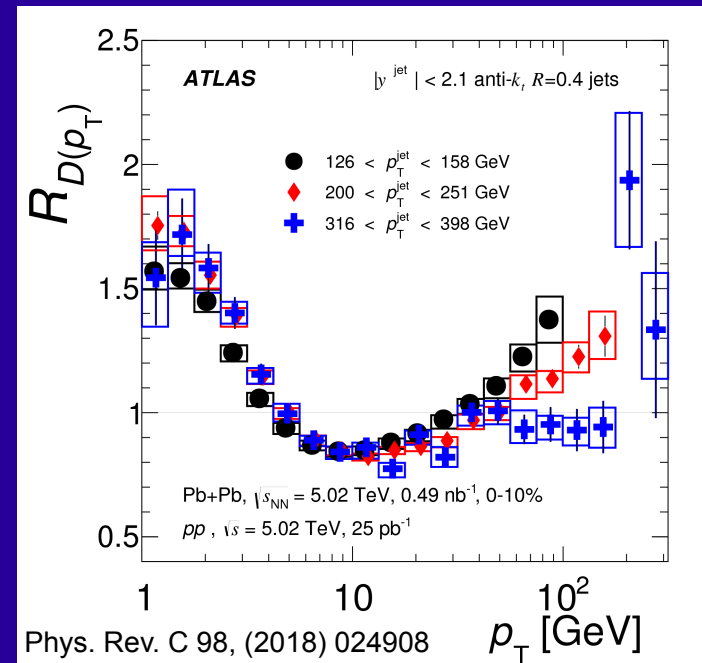 2.5
ATLAS
|y^jet| < 2.1 anti-k_t R=0.4 jets
R_D(p_T)
126 < p_T^jet < 158 GeV
2
200 < p_T^jet < 251 GeV
316 < p_T^jet < 398 GeV
1.5
1
Pb+Pb, √s_NN = 5.02 TeV, 0.49 nb^-1, 0-10%
pp , √s = 5.02 TeV, 25 pb^-1
0.5
1 10 10^2
Phys. Rev. C 98, (2018) 024908 p_T [GeV]